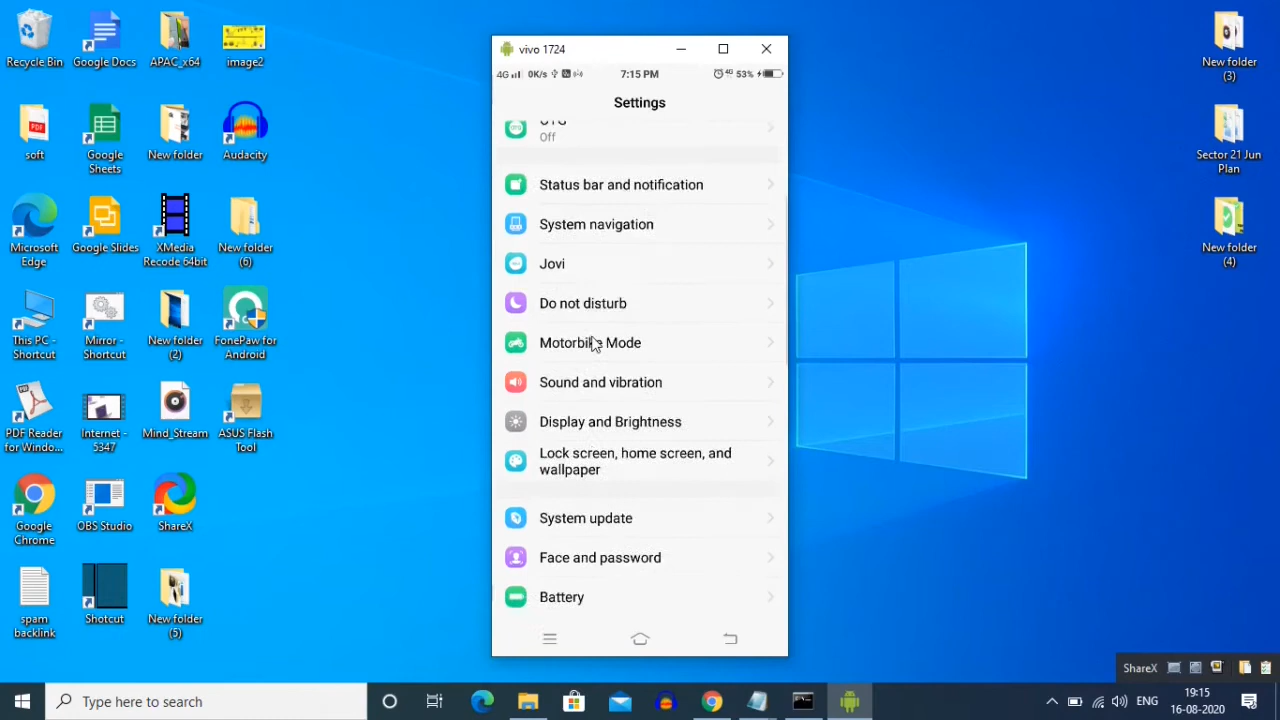 Recycle Bin
Google Docs
APAC_x64
image2
soft
PDF
Google
Sheets
New folder
Audacity
Microsoft
Edge
Google Slides
XMedia
Recode 64bit
New folder
(6)
This PC -
Shortcut
Mirror -
Shortcut
New folder
(2)
FonePaw for
Android
PDF Reader
for Windo...
Internet -
5347
Mind_Stream
ASUS Flash
Tool
Google
Chrome
OBS Studio
ShareX
spam
backlink
Shotcut
New folder
(5)
vivo 1724
4G 0K/s 7:15 PM 4G 53%
Settings
Off
Status bar and notification
System navigation
Jovi
Do not disturb
Motorbike Mode
Sound and vibration
Display and Brightness
Lock screen, home screen, and
wallpaper
System update
Face and password
Battery
New folder
(3)
Sector 21 Jun
Plan
New folder
(4)
ShareX
Type here to search
ENG
19:15
16-08-2020